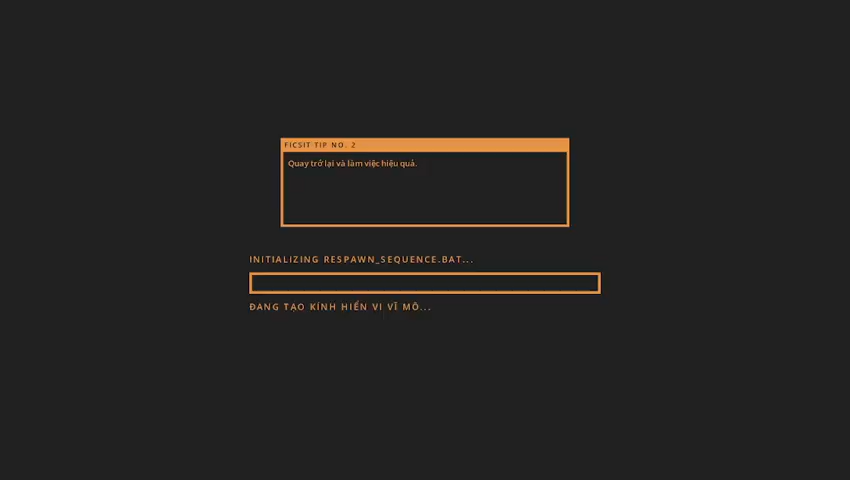 FICSIT TIP NO. 2
Quay trở lại và làm việc hiệu quả.
INITIALIZING RESPAWN_SEQUENCE.BAT...
ĐANG TẠO KÍNH HIỂN VI VĨ MÔ...